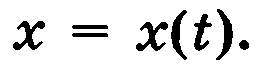 x = x(t).